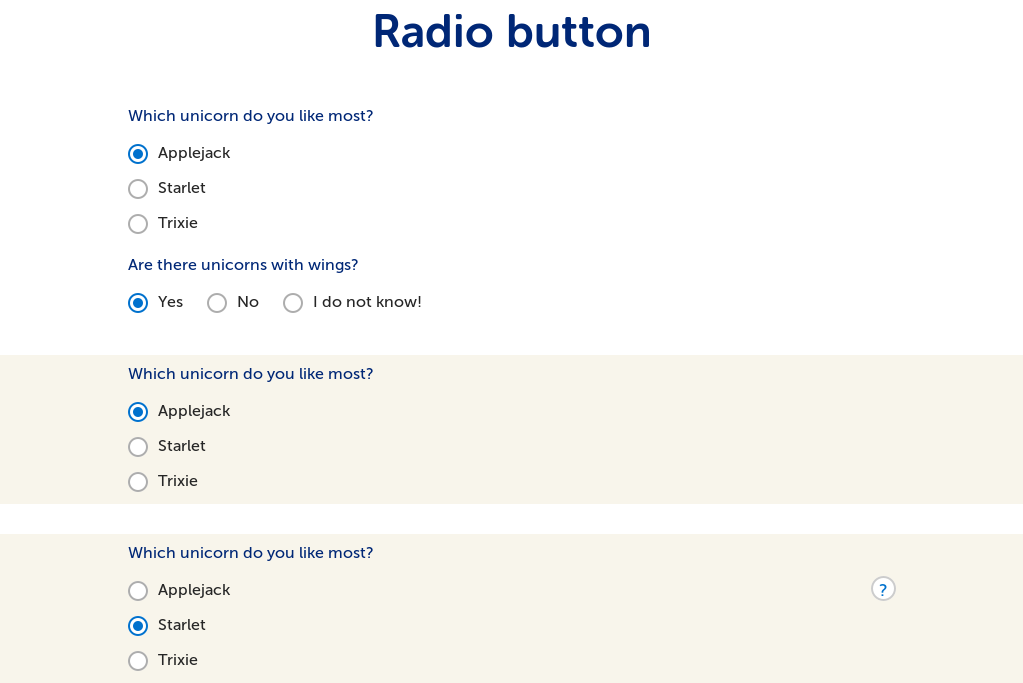 Radio button
Which unicorn do you like most?
Applejack
Starlet
Trixie
Are there unicorns with wings?
Yes No I do not know!
Which unicorn do you like most?
Applejack
Starlet
Trixie
Which unicorn do you like most?
Applejack ?
Starlet
Trixie